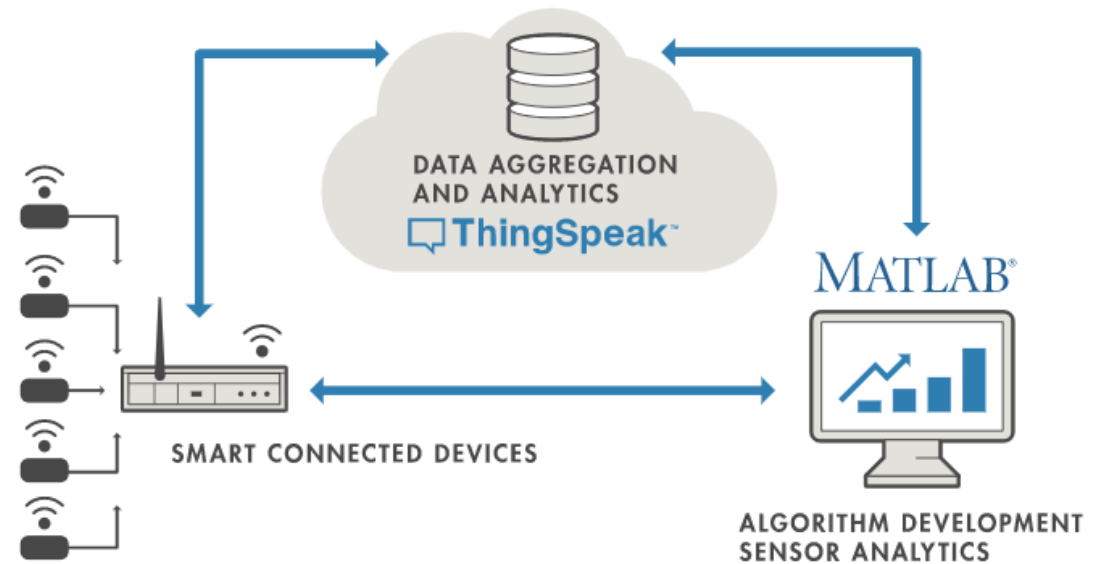 DATA AGGREGATION
AND ANALYTICS
ThingSpeak™
MATLAB®
SMART CONNECTED DEVICES
ALGORITHM DEVELOPMENT
SENSOR ANALYTICS